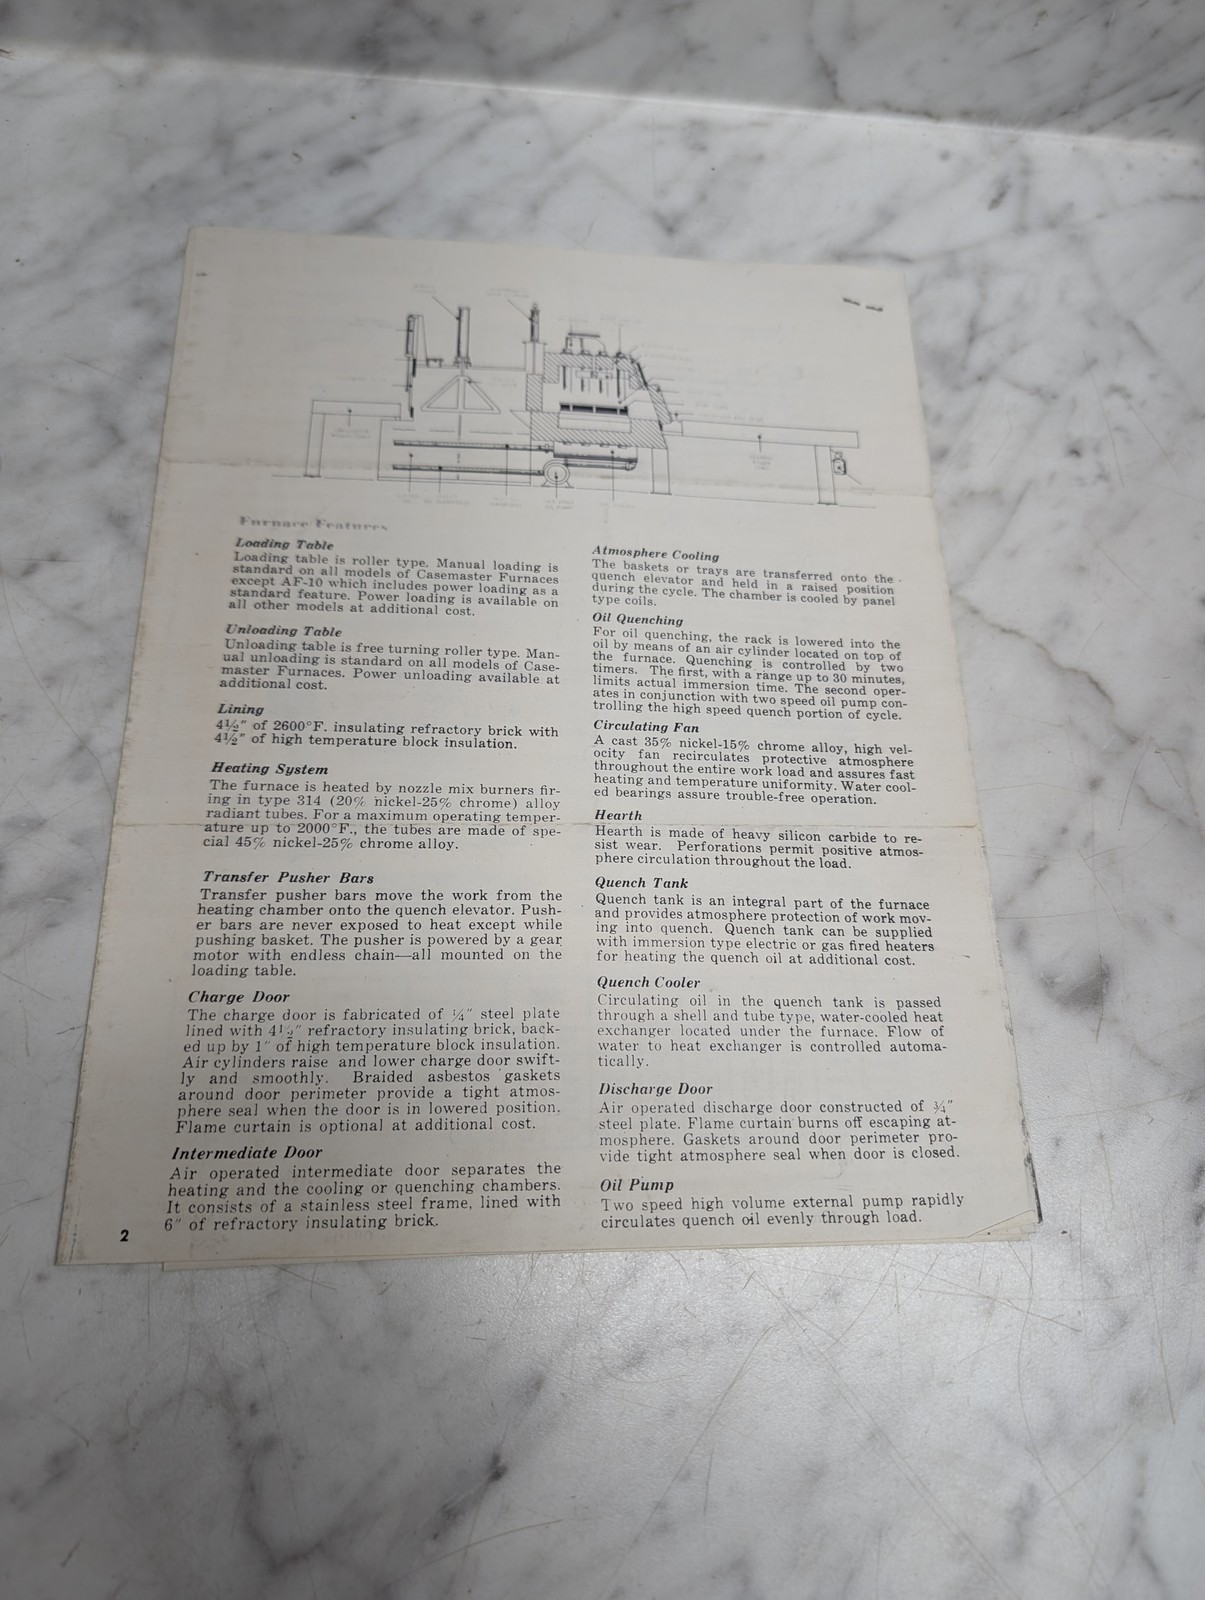 Furnace Features
Loading Table
Loading table is roller type. Manual loading is
standard on all models of Casemaster Furnaces
except AF-10 which includes power loading as a
standard feature. Power loading is available on
all other models at additional cost.
Unloading Table
Unloading table is free turning roller type. Man-
ual unloading is standard on all models of Case-
master Furnaces. Power unloading available at
additional cost.
Lining
4½″ of 2600°F. insulating refractory brick with
4½″ of high temperature block insulation.
Heating System
The furnace is heated by nozzle mix burners fir-
ing in type 314 (20% nickel-25% chrome) alloy
radiant tubes. For a maximum operating temper-
ature up to 2000°F., the tubes are made of spe-
cial 45% nickel-25% chrome alloy.
Transfer Pusher Bars
Transfer pusher bars move the work from the
heating chamber onto the quench elevator. Push-
er bars are never exposed to heat except while
pushing basket. The pusher is powered by a gear
motor with endless chain—all mounted on the
loading table.
Charge Door
The charge door is fabricated of ¼″ steel plate
lined with 4½″ refractory insulating brick, back-
ed up by 1″ of high temperature block insulation.
Air cylinders raise and lower charge door swift-
ly and smoothly. Braided asbestos gaskets
around door perimeter provide a tight atmos-
phere seal when the door is in lowered position.
Flame curtain is optional at additional cost.
Intermediate Door
Air operated intermediate door separates the
heating and the cooling or quenching chambers.
It consists of a stainless steel frame, lined with
6″ of refractory insulating brick.
2
Atmosphere Cooling
The baskets or trays are transferred onto the
quench elevator and held in a raised position
during the cycle. The chamber is cooled by panel
type coils.
Oil Quenching
For oil quenching, the rack is lowered into the
oil by means of an air cylinder located on top of
the furnace. Quenching is controlled by two
timers. The first, with a range up to 30 minutes,
limits actual immersion time. The second oper-
ates in conjunction with two speed oil pump con-
trolling the high speed quench portion of cycle.
Circulating Fan
A cast 35% nickel-15% chrome alloy, high vel-
ocity fan recirculates protective atmosphere
throughout the entire work load and assures fast
heating and temperature uniformity. Water cool-
ed bearings assure trouble-free operation.
Hearth
Hearth is made of heavy silicon carbide to re-
sist wear. Perforations permit positive atmos-
phere circulation throughout the load.
Quench Tank
Quench tank is an integral part of the furnace
and provides atmosphere protection of work mov-
ing into quench. Quench tank can be supplied
with immersion type electric or gas fired heaters
for heating the quench oil at additional cost.
Quench Cooler
Circulating oil in the quench tank is passed
through a shell and tube type, water-cooled heat
exchanger located under the furnace. Flow of
water to heat exchanger is controlled automa-
tically.
Discharge Door
Air operated discharge door constructed of ¾″
steel plate. Flame curtain burns off escaping at-
mosphere. Gaskets around door perimeter pro-
vide tight atmosphere seal when door is closed.
Oil Pump
Two speed high volume external pump rapidly
circulates quench oil evenly through load.